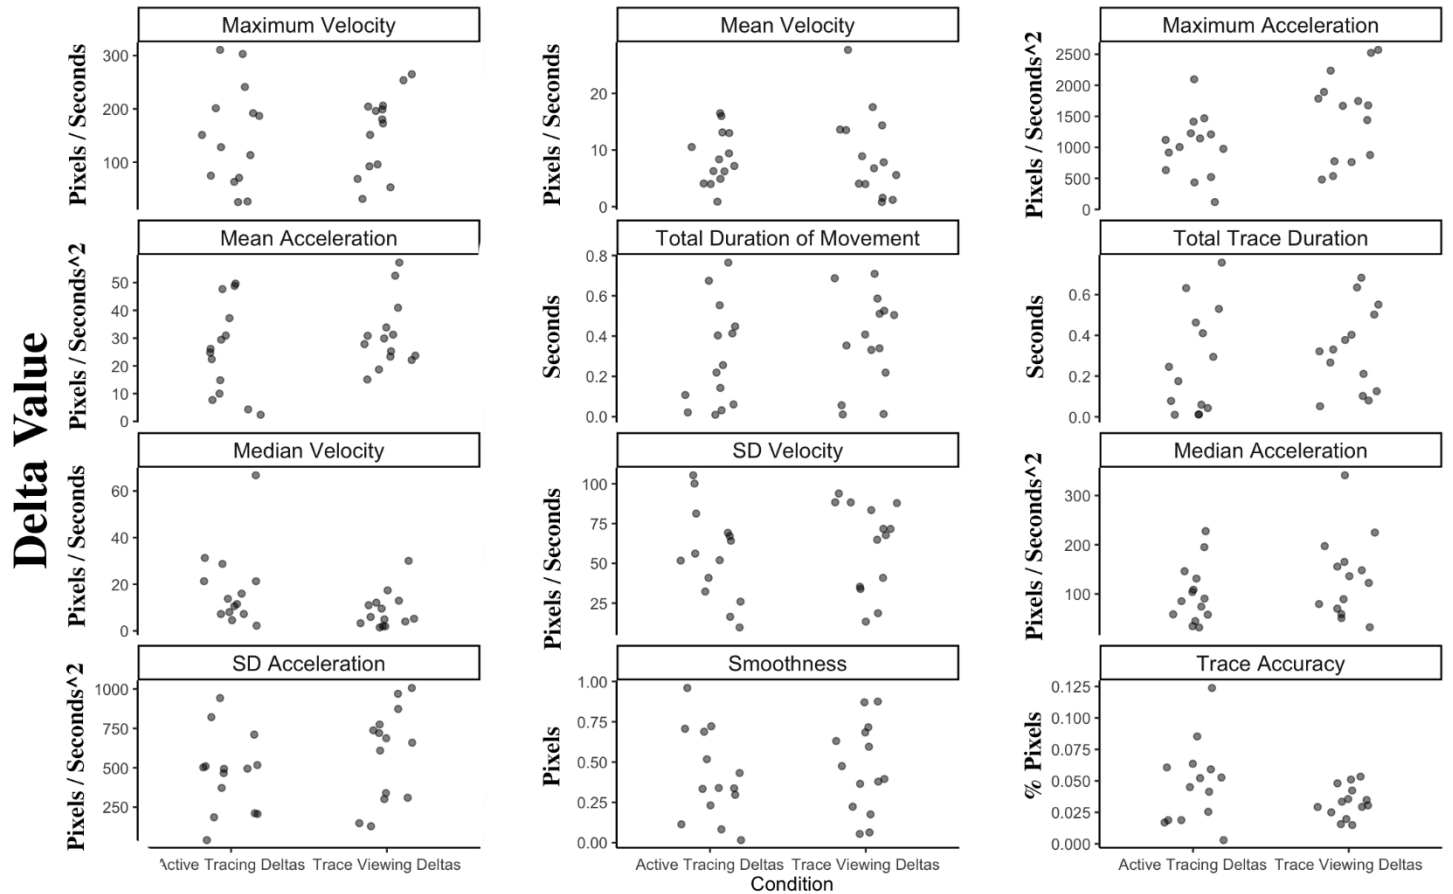 Delta Value
Maximum Velocity
Pixels / Seconds
300
200
100
Mean Velocity
Pixels / Seconds
20
10
0
Maximum Acceleration
Pixels / Seconds^2
2500
2000
1500
1000
500
0
Mean Acceleration
Pixels / Seconds^2
50
40
30
20
10
0
Total Duration of Movement
Seconds
0.8
0.6
0.4
0.2
0.0
Total Trace Duration
Seconds
0.6
0.4
0.2
0.0
Median Velocity
Pixels / Seconds
60
40
20
0
SD Velocity
Pixels / Seconds
100
75
50
25
Median Acceleration
Pixels / Seconds^2
300
200
100
SD Acceleration
Pixels / Seconds^2
1000
750
500
250
Active Tracing Deltas Trace Viewing Deltas
Smoothness
Pixels
1.00
0.75
0.50
0.25
0.00
Active Tracing Deltas Trace Viewing Deltas
Trace Accuracy
% Pixels
0.125
0.100
0.075
0.050
0.025
0.000
Active Tracing Deltas Trace Viewing Deltas
Condition